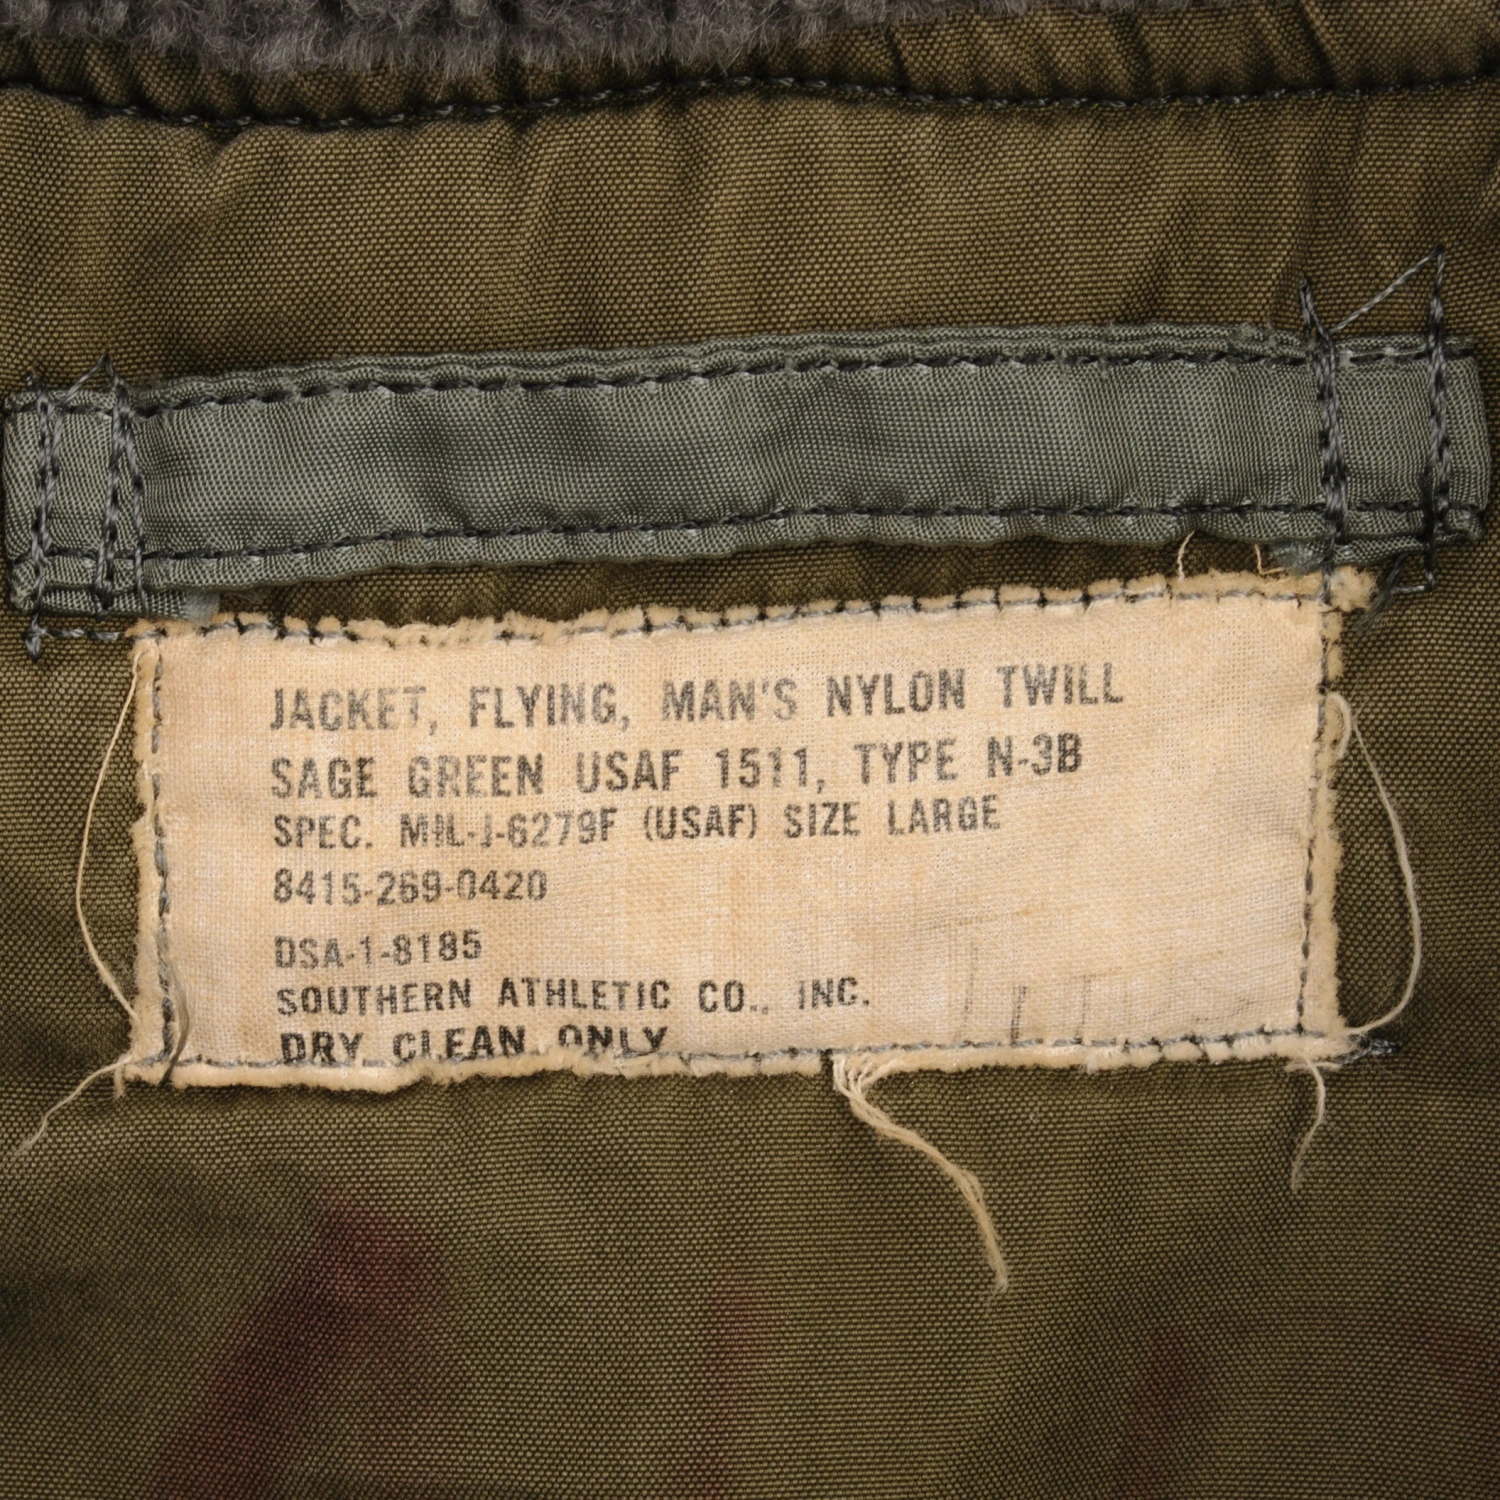 JACKET, FLYING, MAN'S NYLON TWILL
SAGE GREEN USAF 1511, TYPE N-3B
SPEC. MIL-J-6279F (USAF) SIZE LARGE
8415-269-0420
DSA-1-8185
SOUTHERN ATHLETIC CO., INC.
DRY CLEAN ONLY